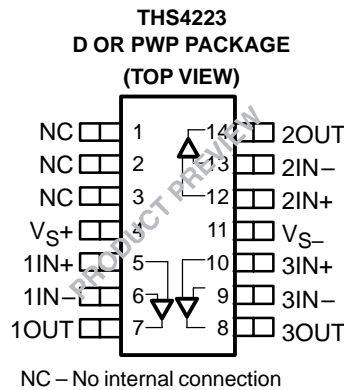 THS4223
D OR PWP PACKAGE
(TOP VIEW)
NC 1 14 2OUT
NC 2 13 2IN–
NC 3 12 2IN+
VS+ 4 11 VS–
1IN+ 5 10 3IN+
1IN– 6 9 3IN–
1OUT 7 8 3OUT
PRODUCT PREVIEW
NC – No internal connection